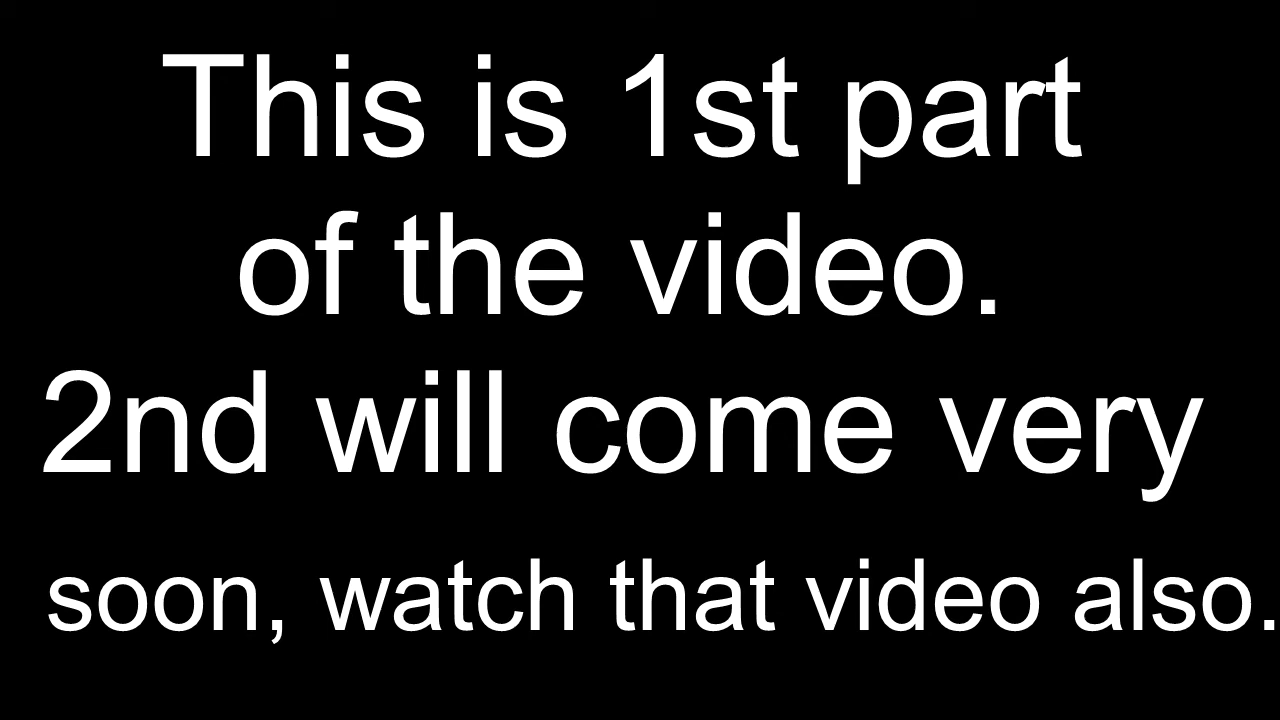 This is 1st part
of the video.
2nd will come very
soon, watch that video also.